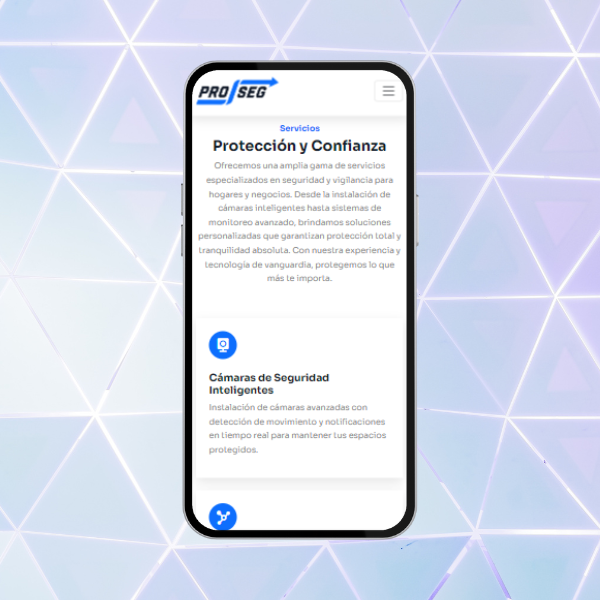 PRO SEG
Servicios
Protección y Confianza
Ofrecemos una amplia gama de servicios
especializados en seguridad y vigilancia para
hogares y negocios. Desde la instalación de
cámaras inteligentes hasta sistemas de
monitoreo avanzado, brindamos soluciones
personalizadas que garantizan protección total y
tranquilidad absoluta. Con nuestra experiencia y
tecnología de vanguardia, protegemos lo que
más te importa.
Cámaras de Seguridad
Inteligentes
Instalación de cámaras avanzadas con
detección de movimiento y notificaciones
en tiempo real para mantener tus espacios
protegidos.